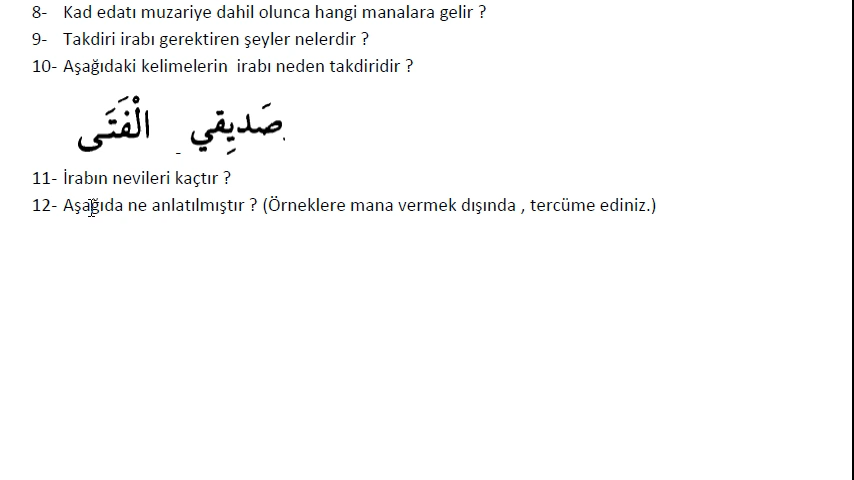 8- Kad edatı muzariye dahil olunca hangi manalara gelir ?
9- Takdiri irabı gerektiren şeyler nelerdir ?
10- Aşağıdaki kelimelerin irabı neden takdiridir ?
صَدِيقِي - الْفَتَى
11- İrabın nevileri kaçtır ?
12- Aşağıda ne anlatılmıştır ? (Örneklere mana vermek dışında , tercüme ediniz.)